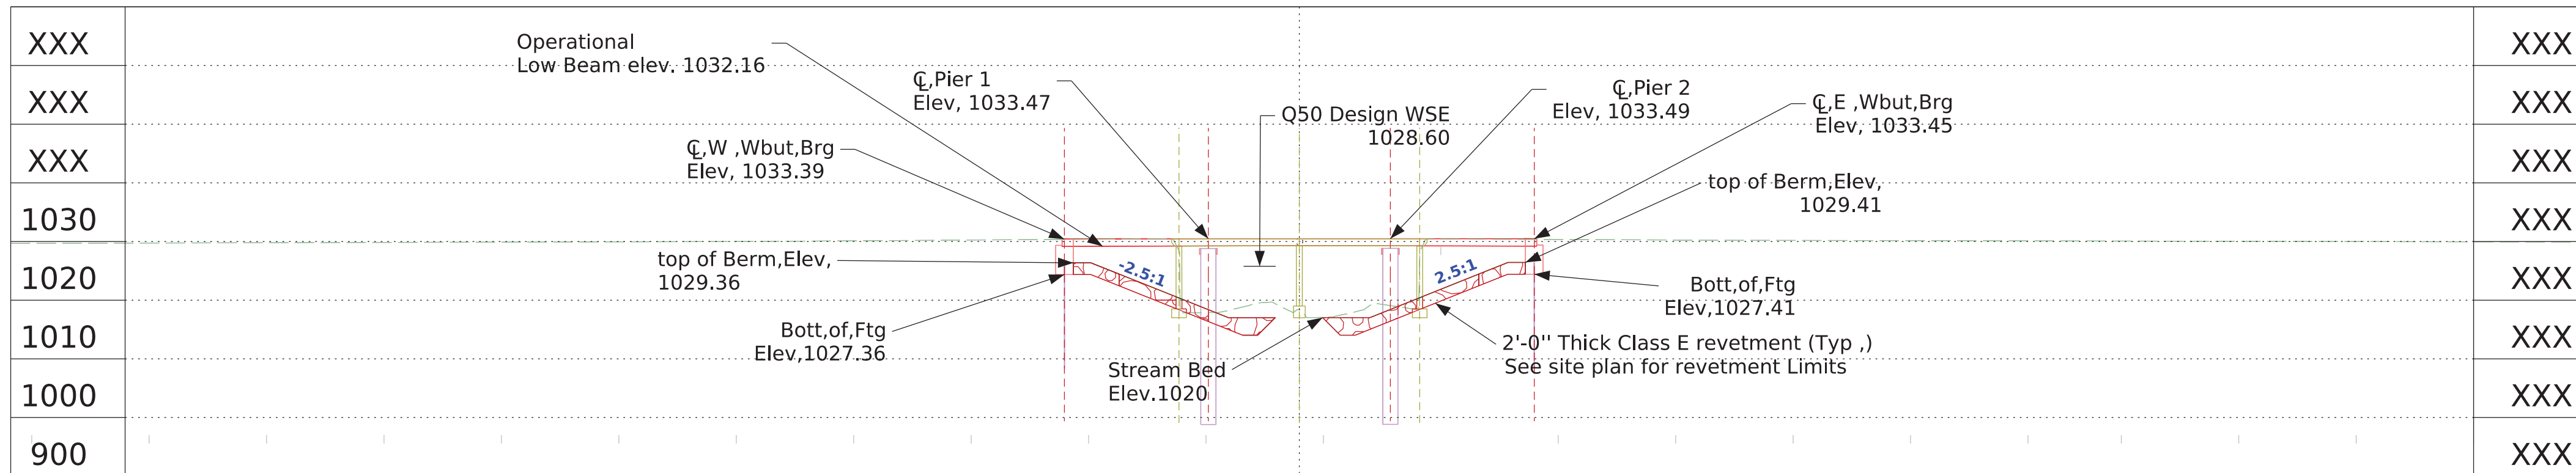 XXX
XXX
XXX
1030
1020
1010
1000
900
Operational
Low Beam elev. 1032.16
℄,Pier 1
Elev, 1033.47
℄,W ,Wbut,Brg
Elev, 1033.39
Q50 Design WSE
1028.60
℄,Pier 2
Elev, 1033.49
℄,E ,Wbut,Brg
Elev, 1033.45
top of Berm,Elev,
1029.41
top of Berm,Elev,
1029.36
-2.5:1
2.5:1
Bott,of,Ftg
Elev,1027.41
Bott,of,Ftg
Elev,1027.36
2'-0'' Thick Class E revetment (Typ ,)
See site plan for revetment Limits
Stream Bed
Elev.1020
XXX
XXX
XXX
XXX
XXX
XXX
XXX
XXX